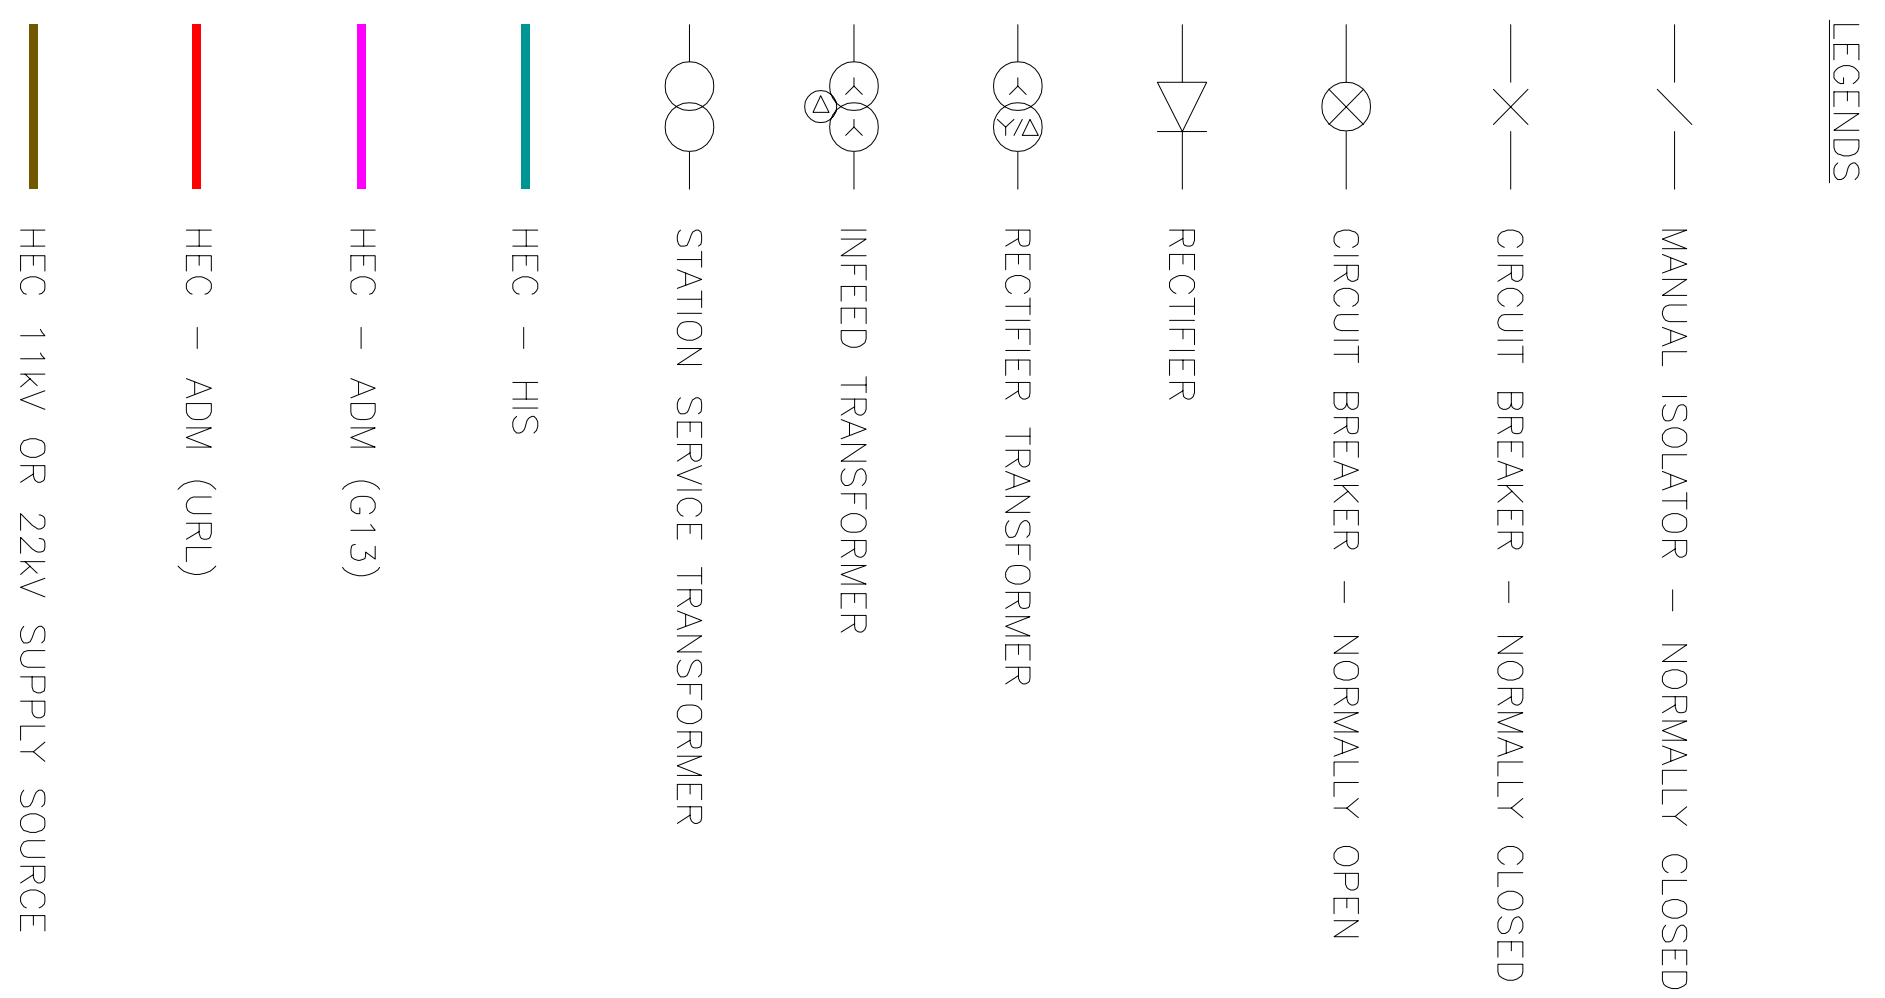 LEGENDS
MANUAL ISOLATOR – NORMALLY CLOSED
CIRCUIT BREAKER – NORMALLY CLOSED
CIRCUIT BREAKER – NORMALLY OPEN
RECTIFIER
RECTIFIER TRANSFORMER
INFEED TRANSFORMER
STATION SERVICE TRANSFORMER
HEC – HIS
HEC – ADM (G13)
HEC – ADM (URL)
HEC 11kV OR 22kV SUPPLY SOURCE